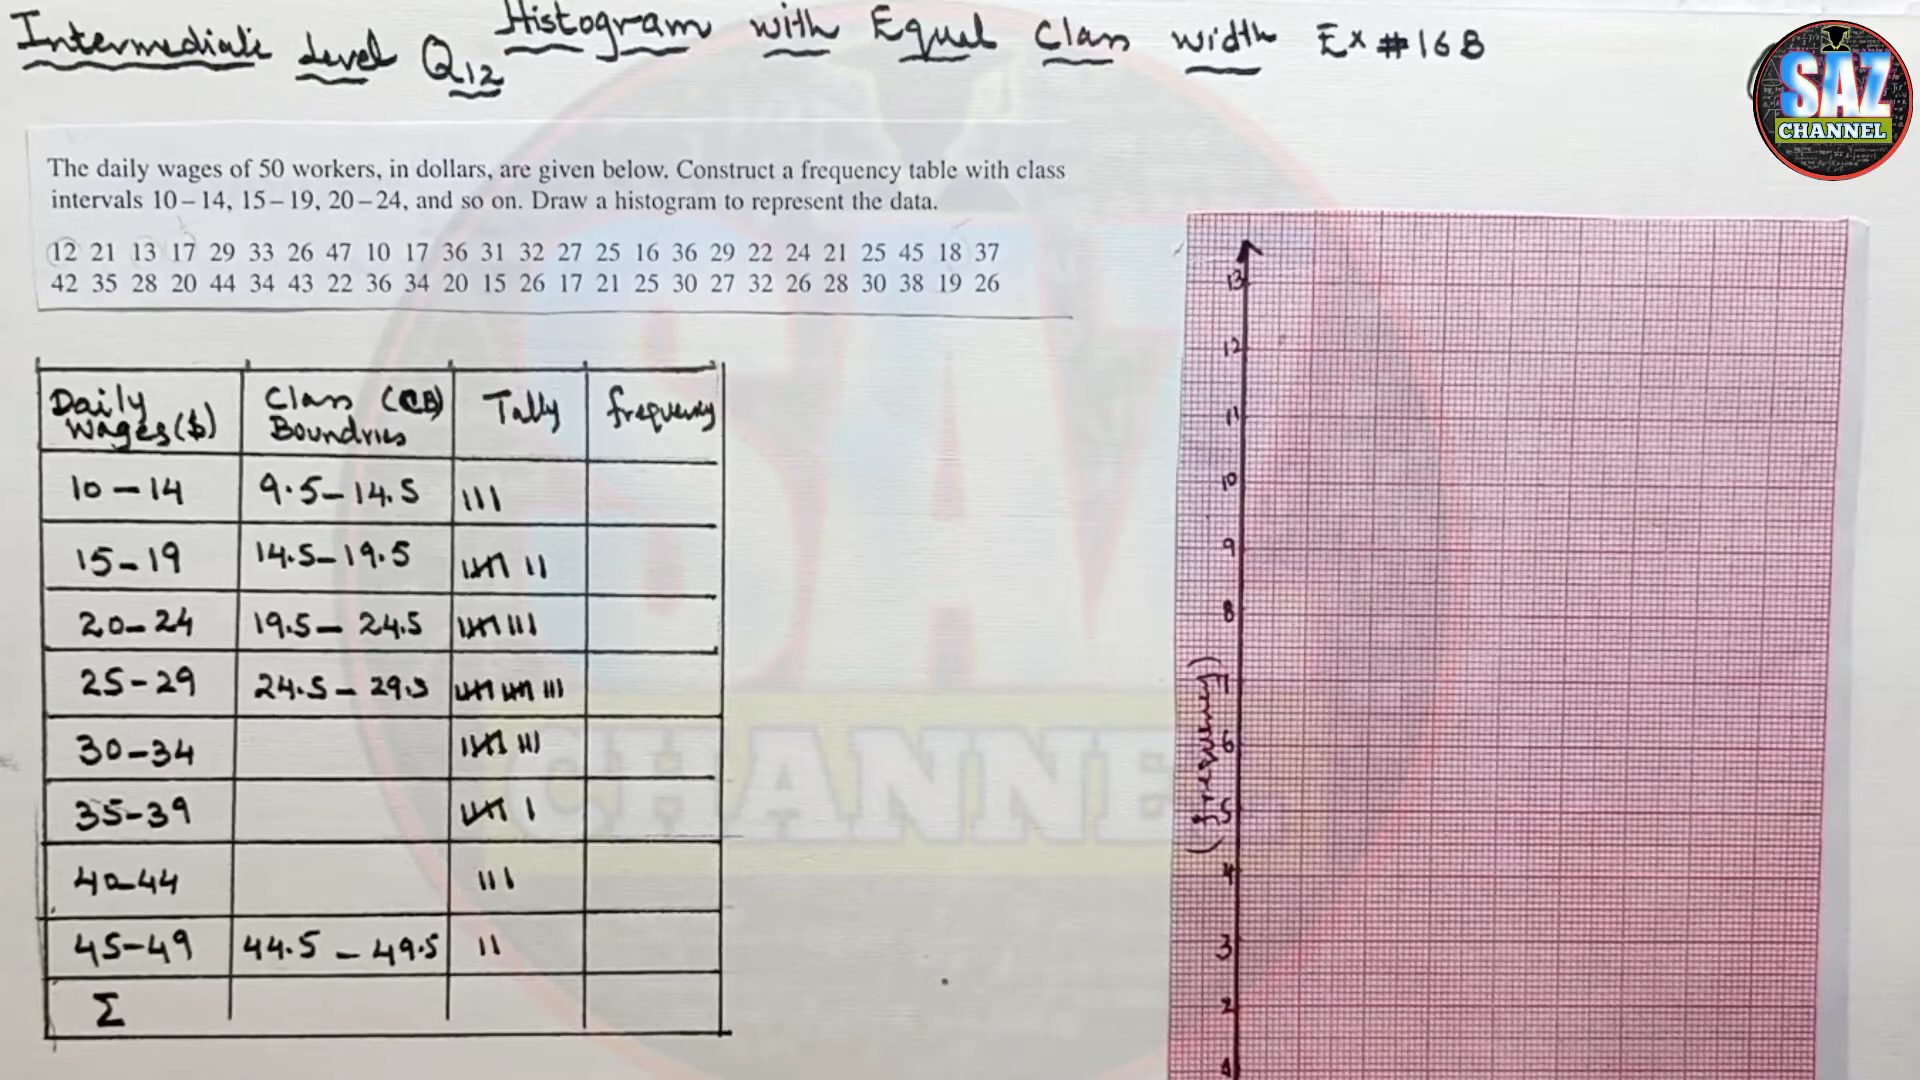 Intermediate Level Q12 Histogram with Equal Class width Ex #16B
SAZ
CHANNEL
The daily wages of 50 workers, in dollars, are given below. Construct a frequency table with class
intervals 10–14, 15–19, 20–24, and so on. Draw a histogram to represent the data.
12 21 13 17 29 33 26 47 10 17 36 31 32 27 25 16 36 29 22 24 21 25 45 18 37
42 35 28 20 44 34 43 22 36 34 20 15 26 17 21 25 30 27 32 26 28 30 38 19 26
Daily Wages($) Class (CB) Boundries Tally frequency
10–14 9.5–14.5
15–19 14.5–19.5
20–24 19.5–24.5
25–29 24.5–29.5
30–34
35–39
40–44
45–49 44.5–49.5
Σ
13
12
11
10
9
8
7
6
5
4
3
2
1
(frequency)
SAZ
CHANNEL